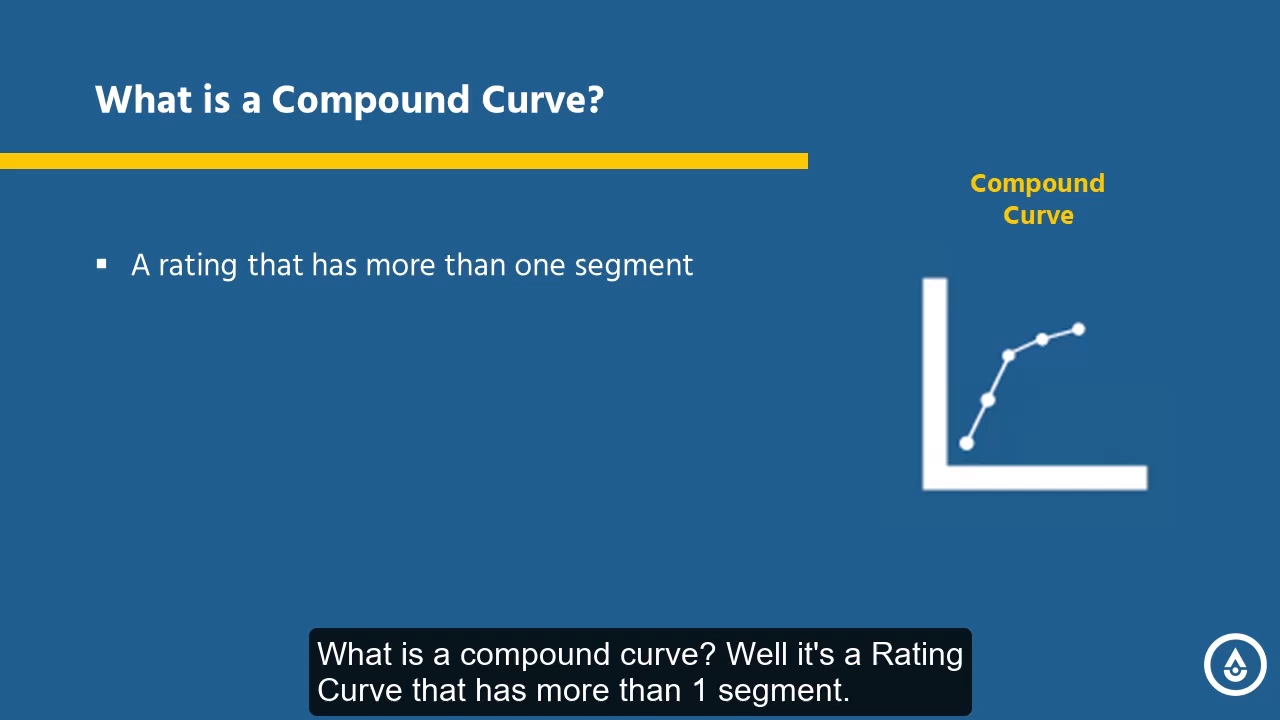 What is a Compound Curve?
Compound
Curve
▪ A rating that has more than one segment
What is a compound curve? Well it's a Rating
Curve that has more than 1 segment.